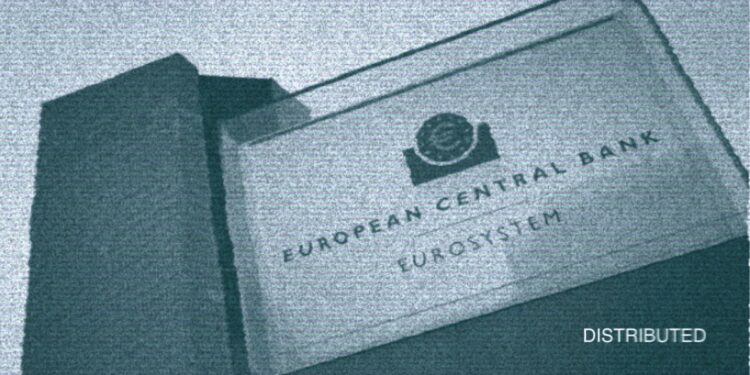 EUROPEAN CENTRAL BANK
EUROSYSTEM
DISTRIBUTED